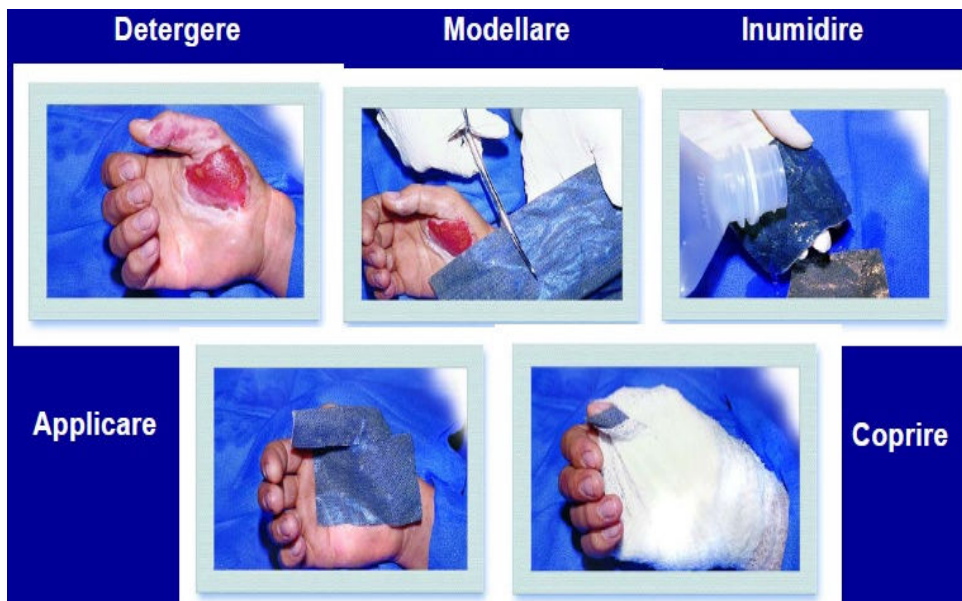 Detergere
Modellare
Inumidire
Applicare
Coprire